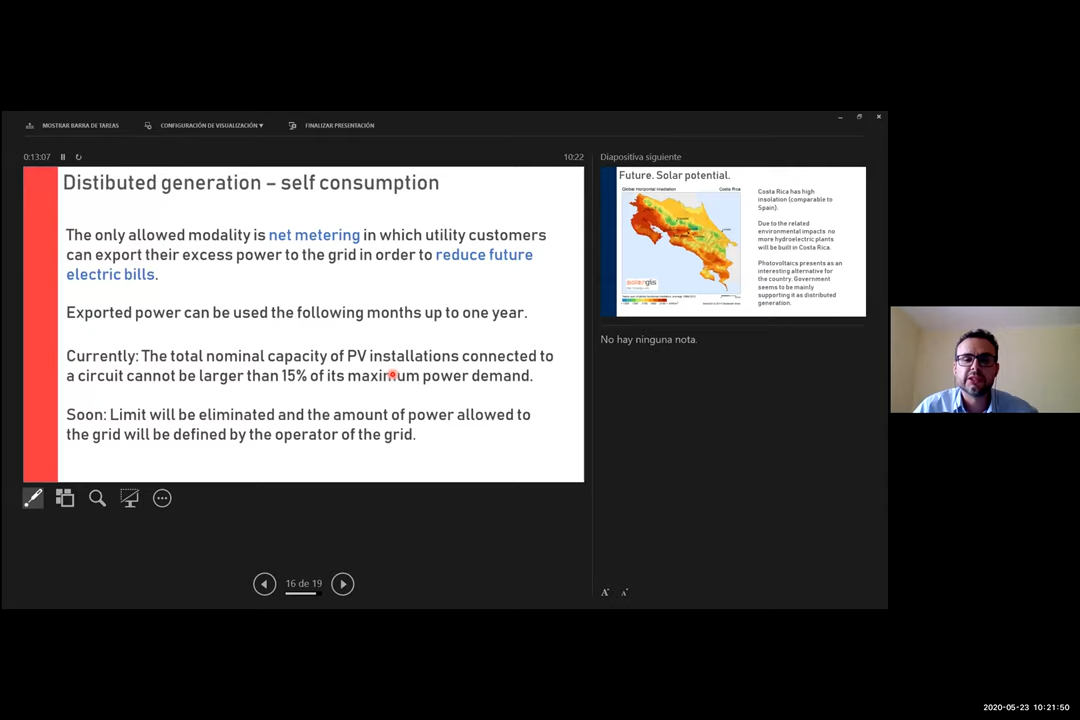 MOSTRAR BARRA DE TAREAS
CONFIGURACIÓN DE VISUALIZACIÓN ▾
FINALIZAR PRESENTACIÓN
0:13:07
10:22
Distibuted generation – self consumption
The only allowed modality is net metering in which utility customers
can export their excess power to the grid in order to reduce future
electric bills.
Exported power can be used the following months up to one year.
Currently: The total nominal capacity of PV installations connected to
a circuit cannot be larger than 15% of its maximum power demand.
Soon: Limit will be eliminated and the amount of power allowed to
the grid will be defined by the operator of the grid.
16 de 19
Diapositiva siguiente
Future. Solar potential.
Global Horizontal Irradiation
Costa Rica
solargis
Costa Rica has high
insolation (comparable to
Spain).
Due to the related
environmental impacts no
more hydroelectric plants
will be built in Costa Rica.
Photovoltaics presents as an
interesting alternative for
the country. Government
seems to be mainly
supporting it as distributed
generation.
No hay ninguna nota.
A A
2020-05-23 10:21:50